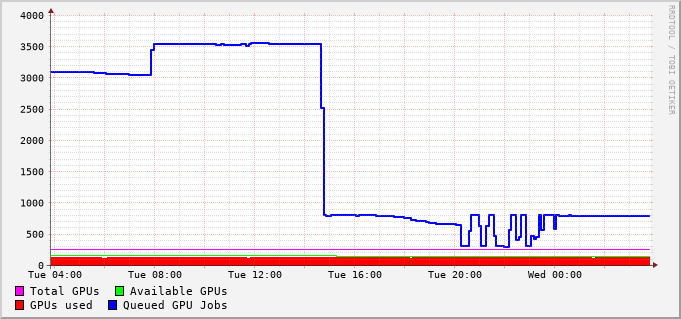 RRDTOOL / TOBI OETIKER
4000
3500
3000
2500
2000
1500
1000
500
0
Tue 04:00 Tue 08:00 Tue 12:00 Tue 16:00 Tue 20:00 Wed 00:00
Total GPUs Available GPUs
GPUs used Queued GPU Jobs